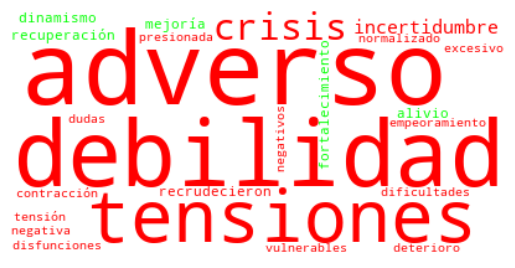 dinamismo
mejoría
crisis
incertidumbre
recuperación
presionada
normalizado
excesivo
adverso
fortalecimiento
negativos
alivio
dudas
empeoramiento
debilidad
contracción
recrudecieron
dificultades
tensiones
tensión
negativa
disfunciones
vulnerables
deterioro